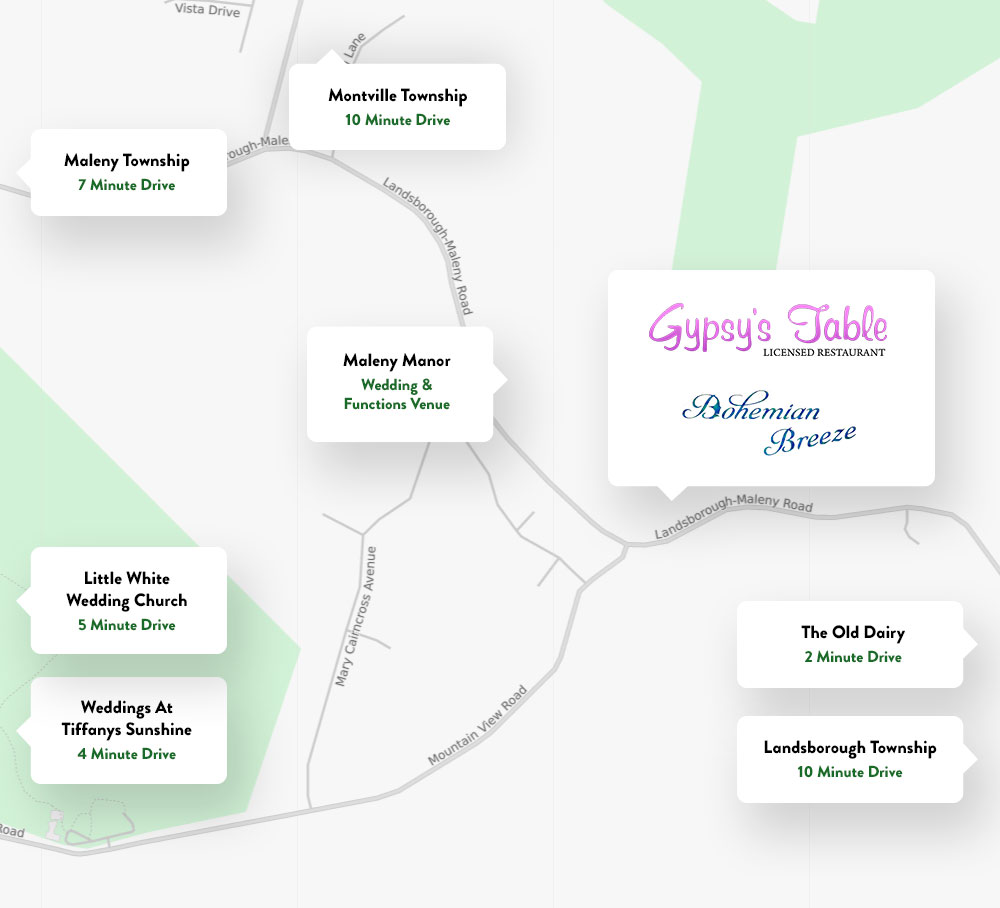 Vista Drive
Lane
Montville Township
10 Minute Drive
Maleny Township
7 Minute Drive
ough-Male
Landsborough-Maleny Road
Gypsy's Table
LICENSED RESTAURANT
Bohemian
Breeze
Maleny Manor
Wedding &
Functions Venue
Landsborough-Maleny Road
Mary Cairncross Avenue
Little White
Wedding Church
5 Minute Drive
The Old Dairy
2 Minute Drive
Weddings At
Tiffanys Sunshine
4 Minute Drive
Mountain View Road
Landsborough Township
10 Minute Drive
Road